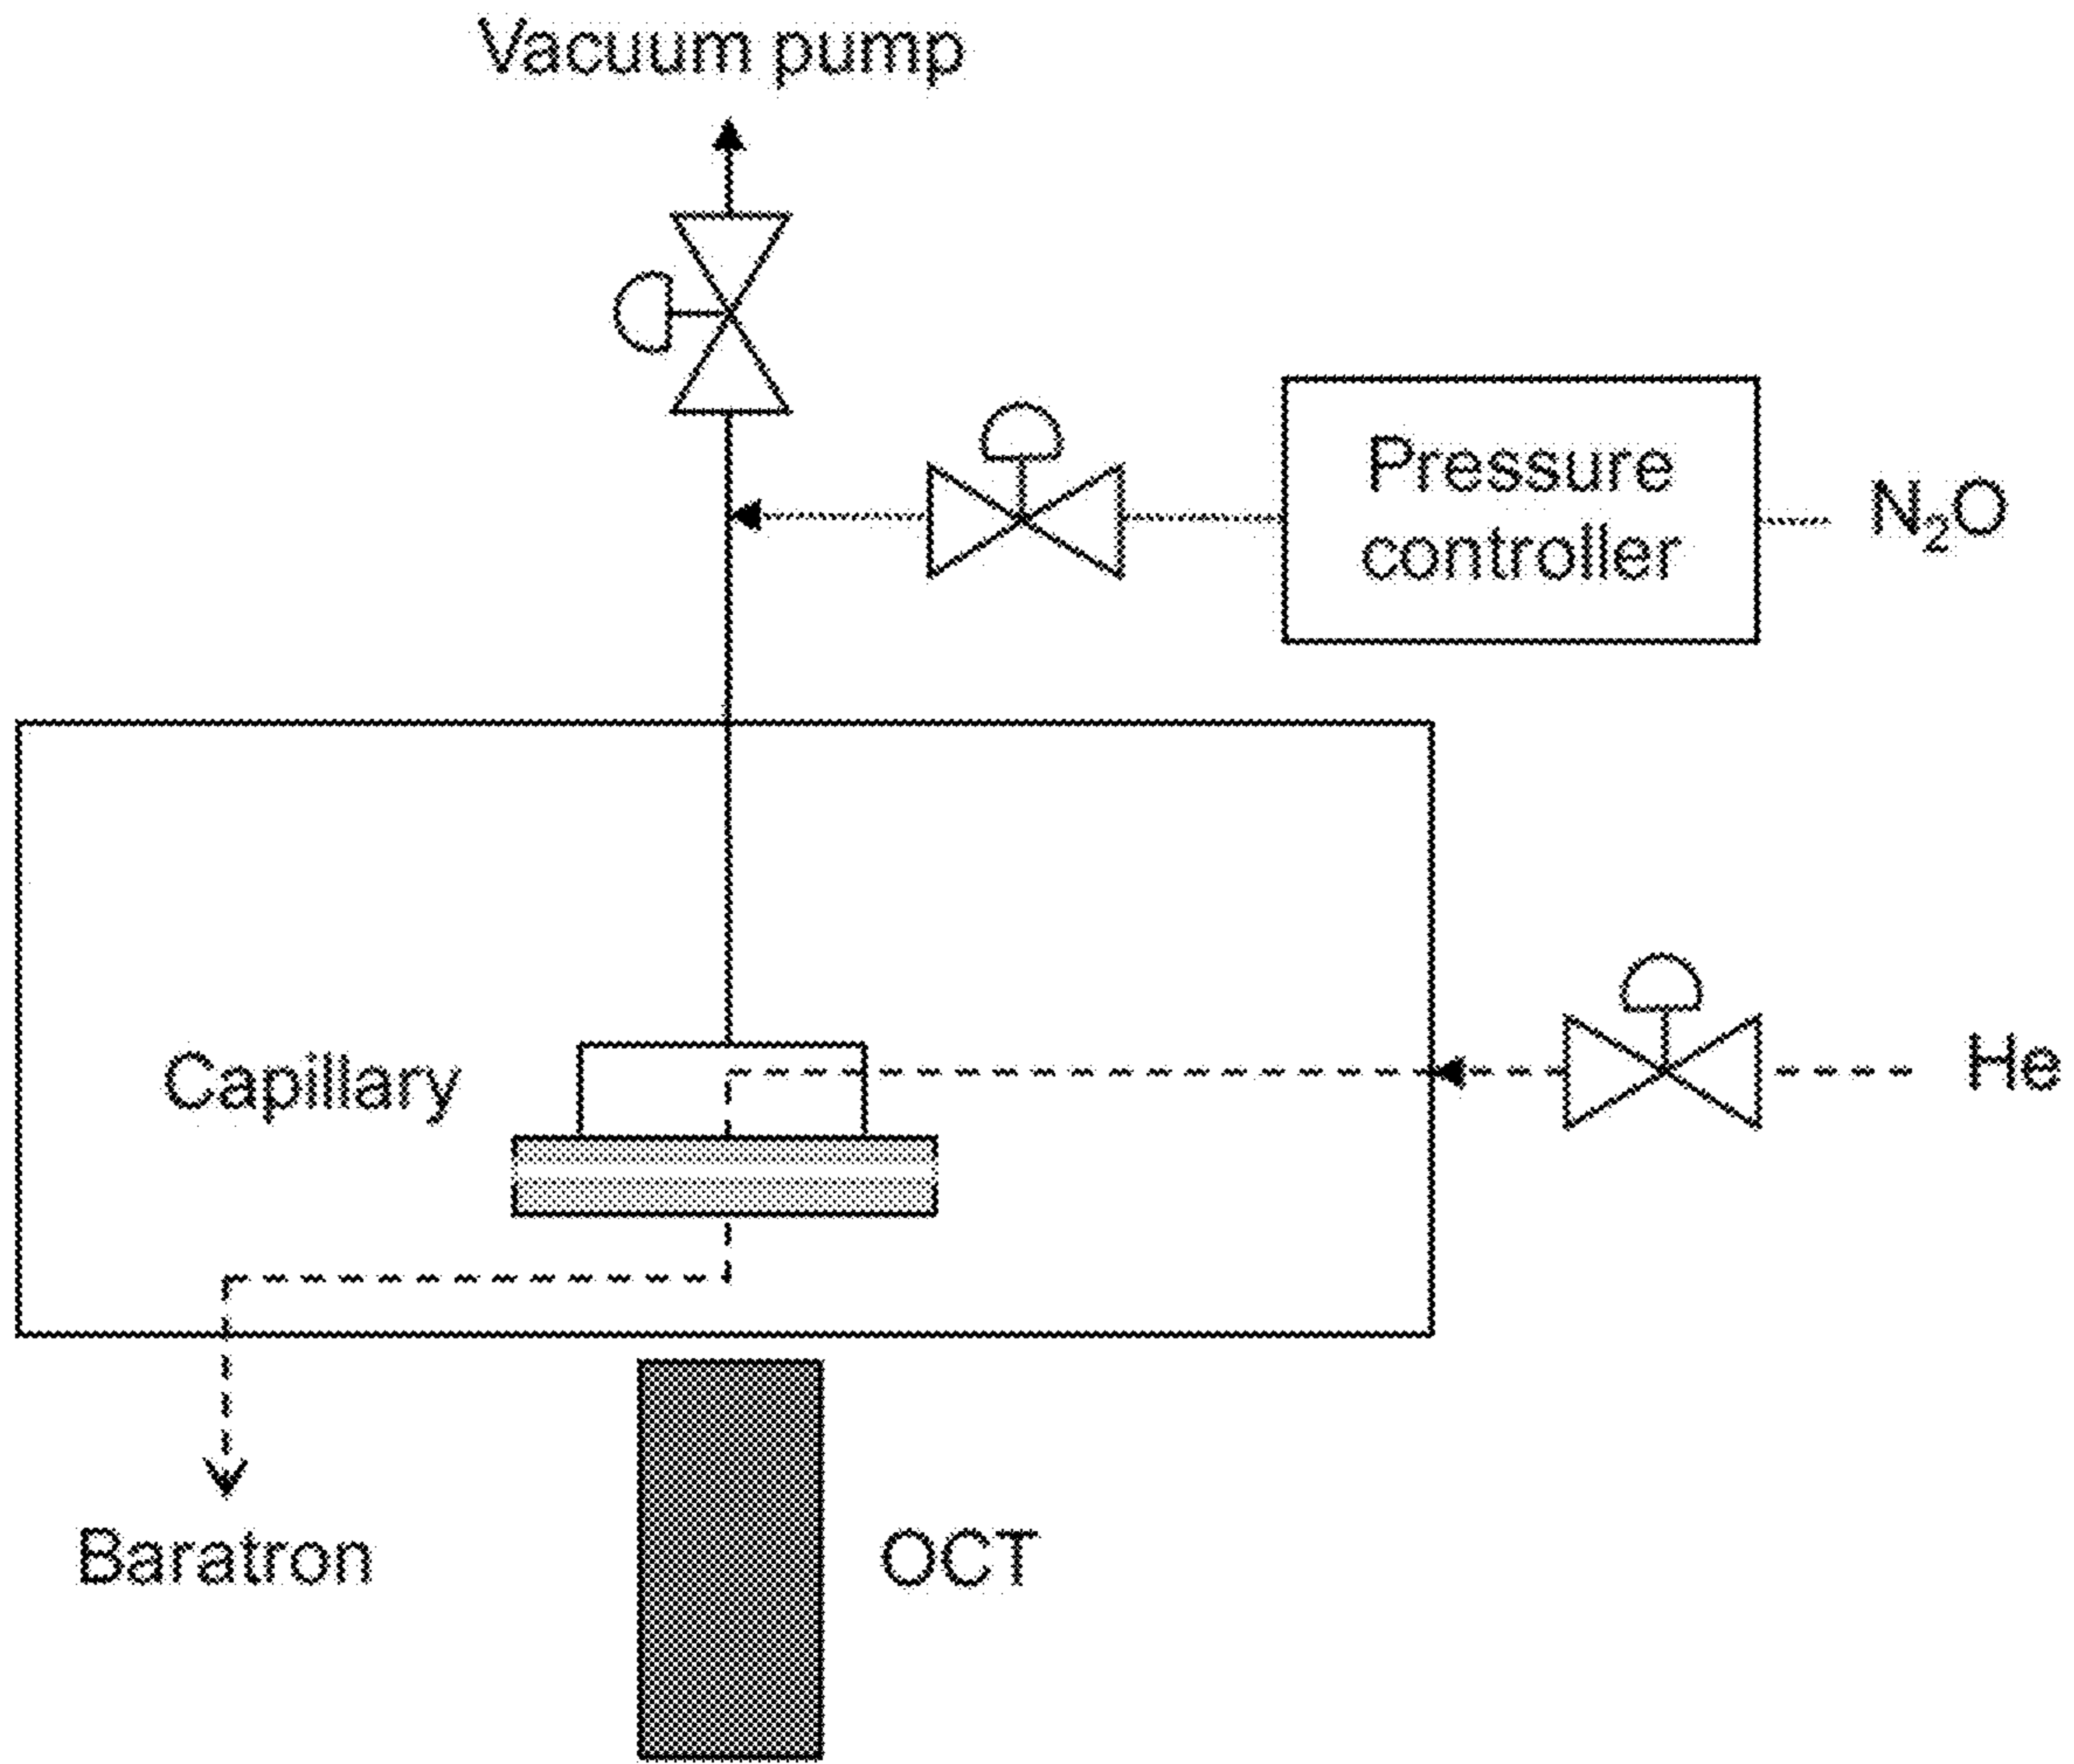 Vacuum pump
Pressure
controller
N₂O
Capillary
He
Baratron
OCT